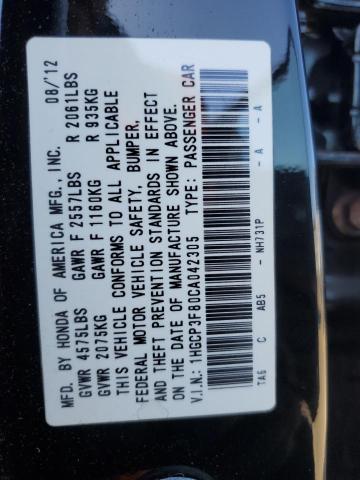 MFD. BY HONDA OF AMERICA MFG., INC. 08/'12
GVWR 4575LBS GAWR F 2557LBS R 2061LBS
GVWR 2075KG GAWR F 1160KG R 935KG
THIS VEHICLE CONFORMS TO ALL APPLICABLE
FEDERAL MOTOR VEHICLE SAFETY, BUMPER,
AND THEFT PREVENTION STANDARDS IN EFFECT
ON THE DATE OF MANUFACTURE SHOWN ABOVE.
V.I.N.: 1HGCP3F80CA042305 TYPE: PASSENGER CAR
TAG C AB5 - NH731P - A - A